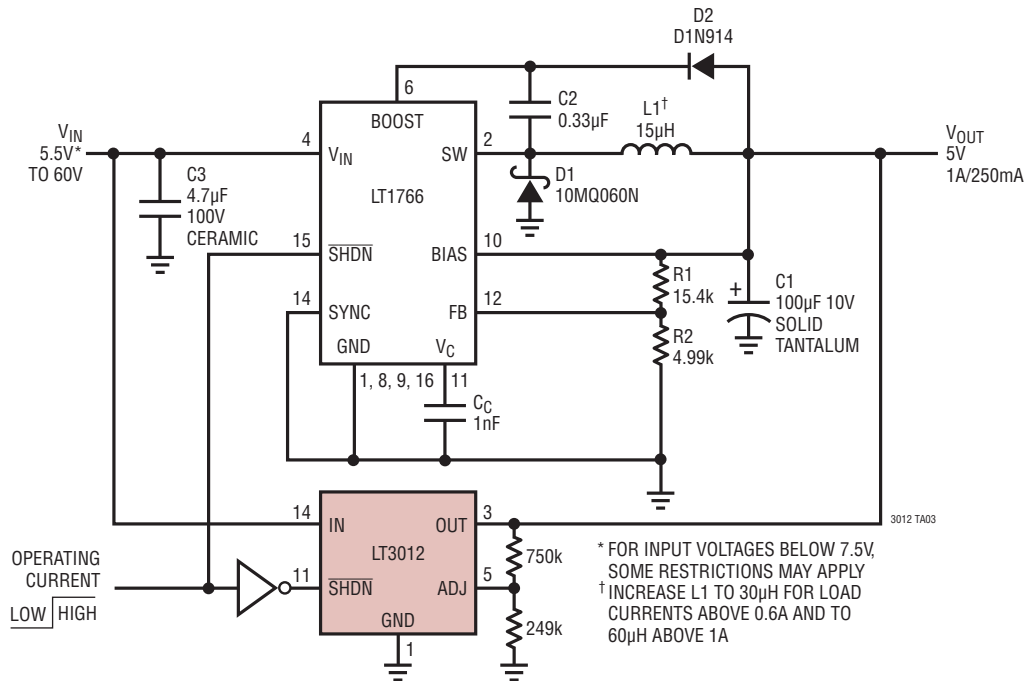 D2
D1N914
6
BOOST
C2
0.33µF
L1†
15µH
VIN
5.5V*
TO 60V
4
VIN
SW
2
VOUT
5V
1A/250mA
C3
4.7µF
100V
CERAMIC
LT1766
D1
10MQ060N
15
SHDN
BIAS
10
R1
15.4k
+
C1
100µF 10V
SOLID
TANTALUM
14
SYNC
FB
12
R2
4.99k
GND
VC
1, 8, 9, 16
11
CC
1nF
14
IN
OUT
3
3012 TA03
LT3012
750k
OPERATING
CURRENT
LOW HIGH
11
SHDN
ADJ
5
GND
1
249k
* FOR INPUT VOLTAGES BELOW 7.5V,
SOME RESTRICTIONS MAY APPLY
† INCREASE L1 TO 30µH FOR LOAD
CURRENTS ABOVE 0.6A AND TO
60µH ABOVE 1A